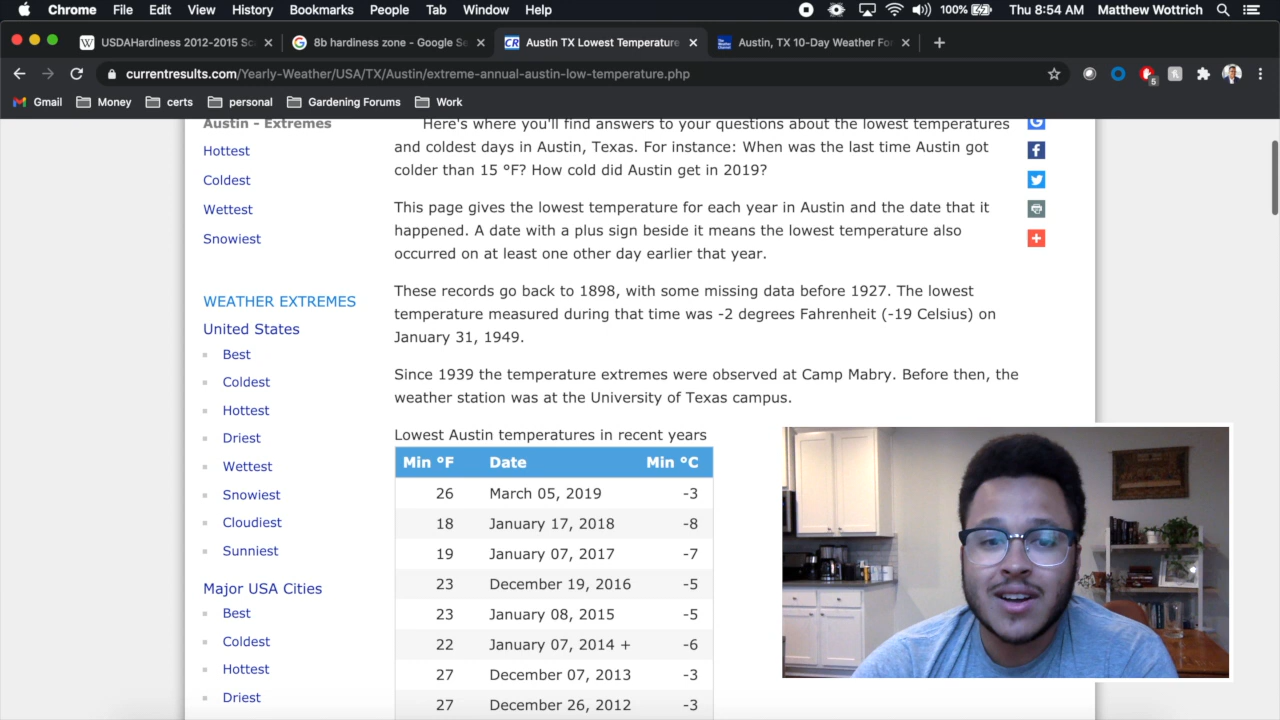 Chrome File Edit View History Bookmarks People Tab Window Help 100% Thu 8:54 AM Matthew Wottrich
W USDAHardiness 2012-2015 Sc
G 8b hardiness zone - Google Se
CR Austin TX Lowest Temperature
Austin, TX 10-Day Weather For
currentresults.com/Yearly-Weather/USA/TX/Austin/extreme-annual-austin-low-temperature.php
5
Gmail Money certs personal Gardening Forums Work
Austin - Extremes
Hottest
Coldest
Wettest
Snowiest
WEATHER EXTREMES
United States
Best
Coldest
Hottest
Driest
Wettest
Snowiest
Cloudiest
Sunniest
Major USA Cities
Best
Coldest
Hottest
Driest
Here's where you'll find answers to your questions about the lowest temperatures
and coldest days in Austin, Texas. For instance: When was the last time Austin got
colder than 15 °F? How cold did Austin get in 2019?
This page gives the lowest temperature for each year in Austin and the date that it
happened. A date with a plus sign beside it means the lowest temperature also
occurred on at least one other day earlier that year.
These records go back to 1898, with some missing data before 1927. The lowest
temperature measured during that time was -2 degrees Fahrenheit (-19 Celsius) on
January 31, 1949.
Since 1939 the temperature extremes were observed at Camp Mabry. Before then, the
weather station was at the University of Texas campus.
Lowest Austin temperatures in recent years
Min °F Date Min °C
26 March 05, 2019 -3
18 January 17, 2018 -8
19 January 07, 2017 -7
23 December 19, 2016 -5
23 January 08, 2015 -5
22 January 07, 2014 + -6
27 December 07, 2013 -3
27 December 26, 2012 -3